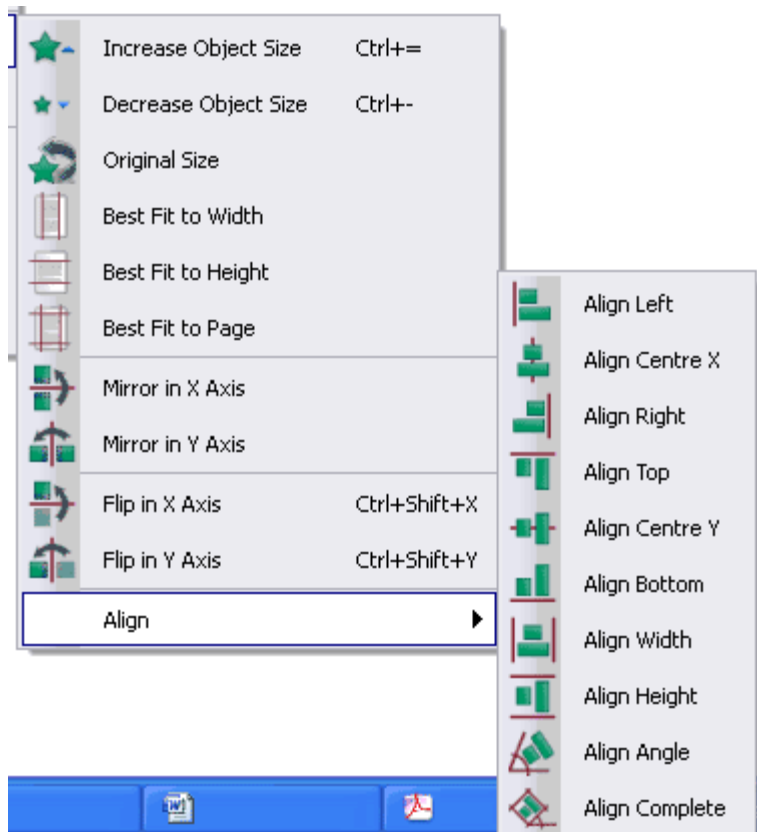 Increase Object Size Ctrl+=
Decrease Object Size Ctrl+-
Original Size
Best Fit to Width
Best Fit to Height
Best Fit to Page
Mirror in X Axis
Mirror in Y Axis
Flip in X Axis Ctrl+Shift+X
Flip in Y Axis Ctrl+Shift+Y
Align
Align Left
Align Centre X
Align Right
Align Top
Align Centre Y
Align Bottom
Align Width
Align Height
Align Angle
Align Complete